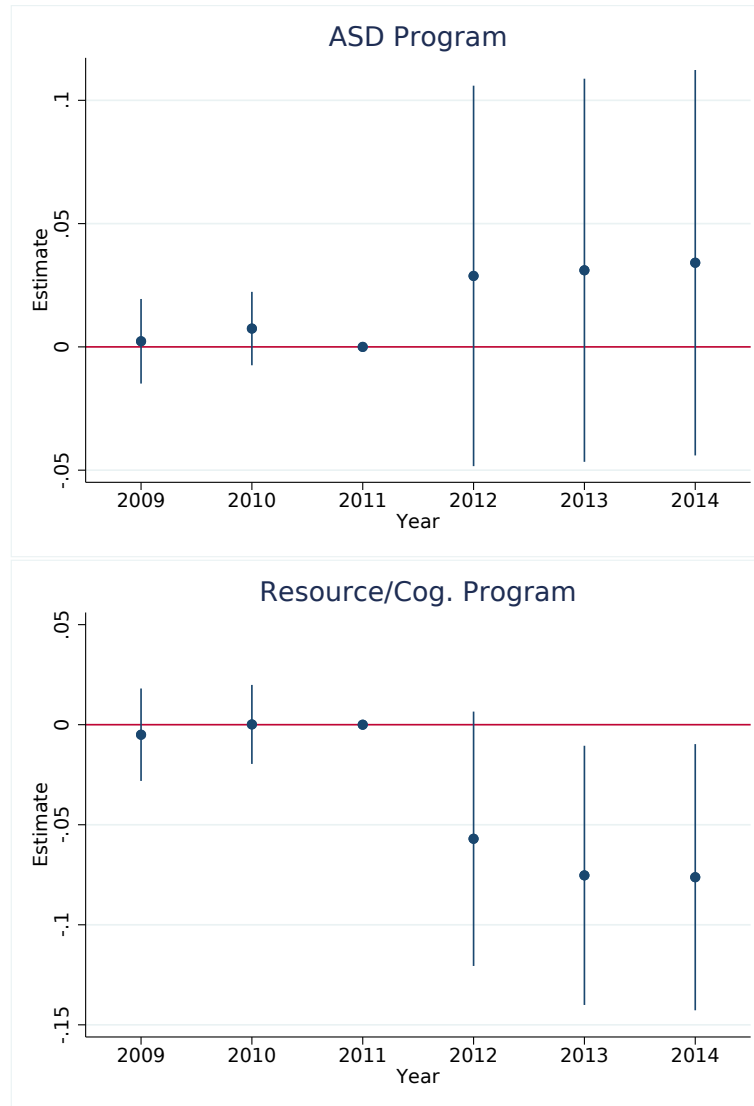 ASD Program
.1
.05
0
-.05
Estimate
2009 2010 2011 2012 2013 2014
Year
Resource/Cog. Program
.05
0
-.05
-.1
-.15
Estimate
2009 2010 2011 2012 2013 2014
Year